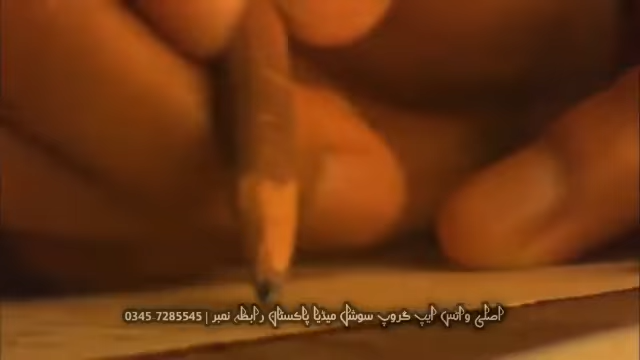 اصلی واٹس ایپ گروپ سوشل میڈیا پاکستان رابطہ نمبر | 0345-7285545